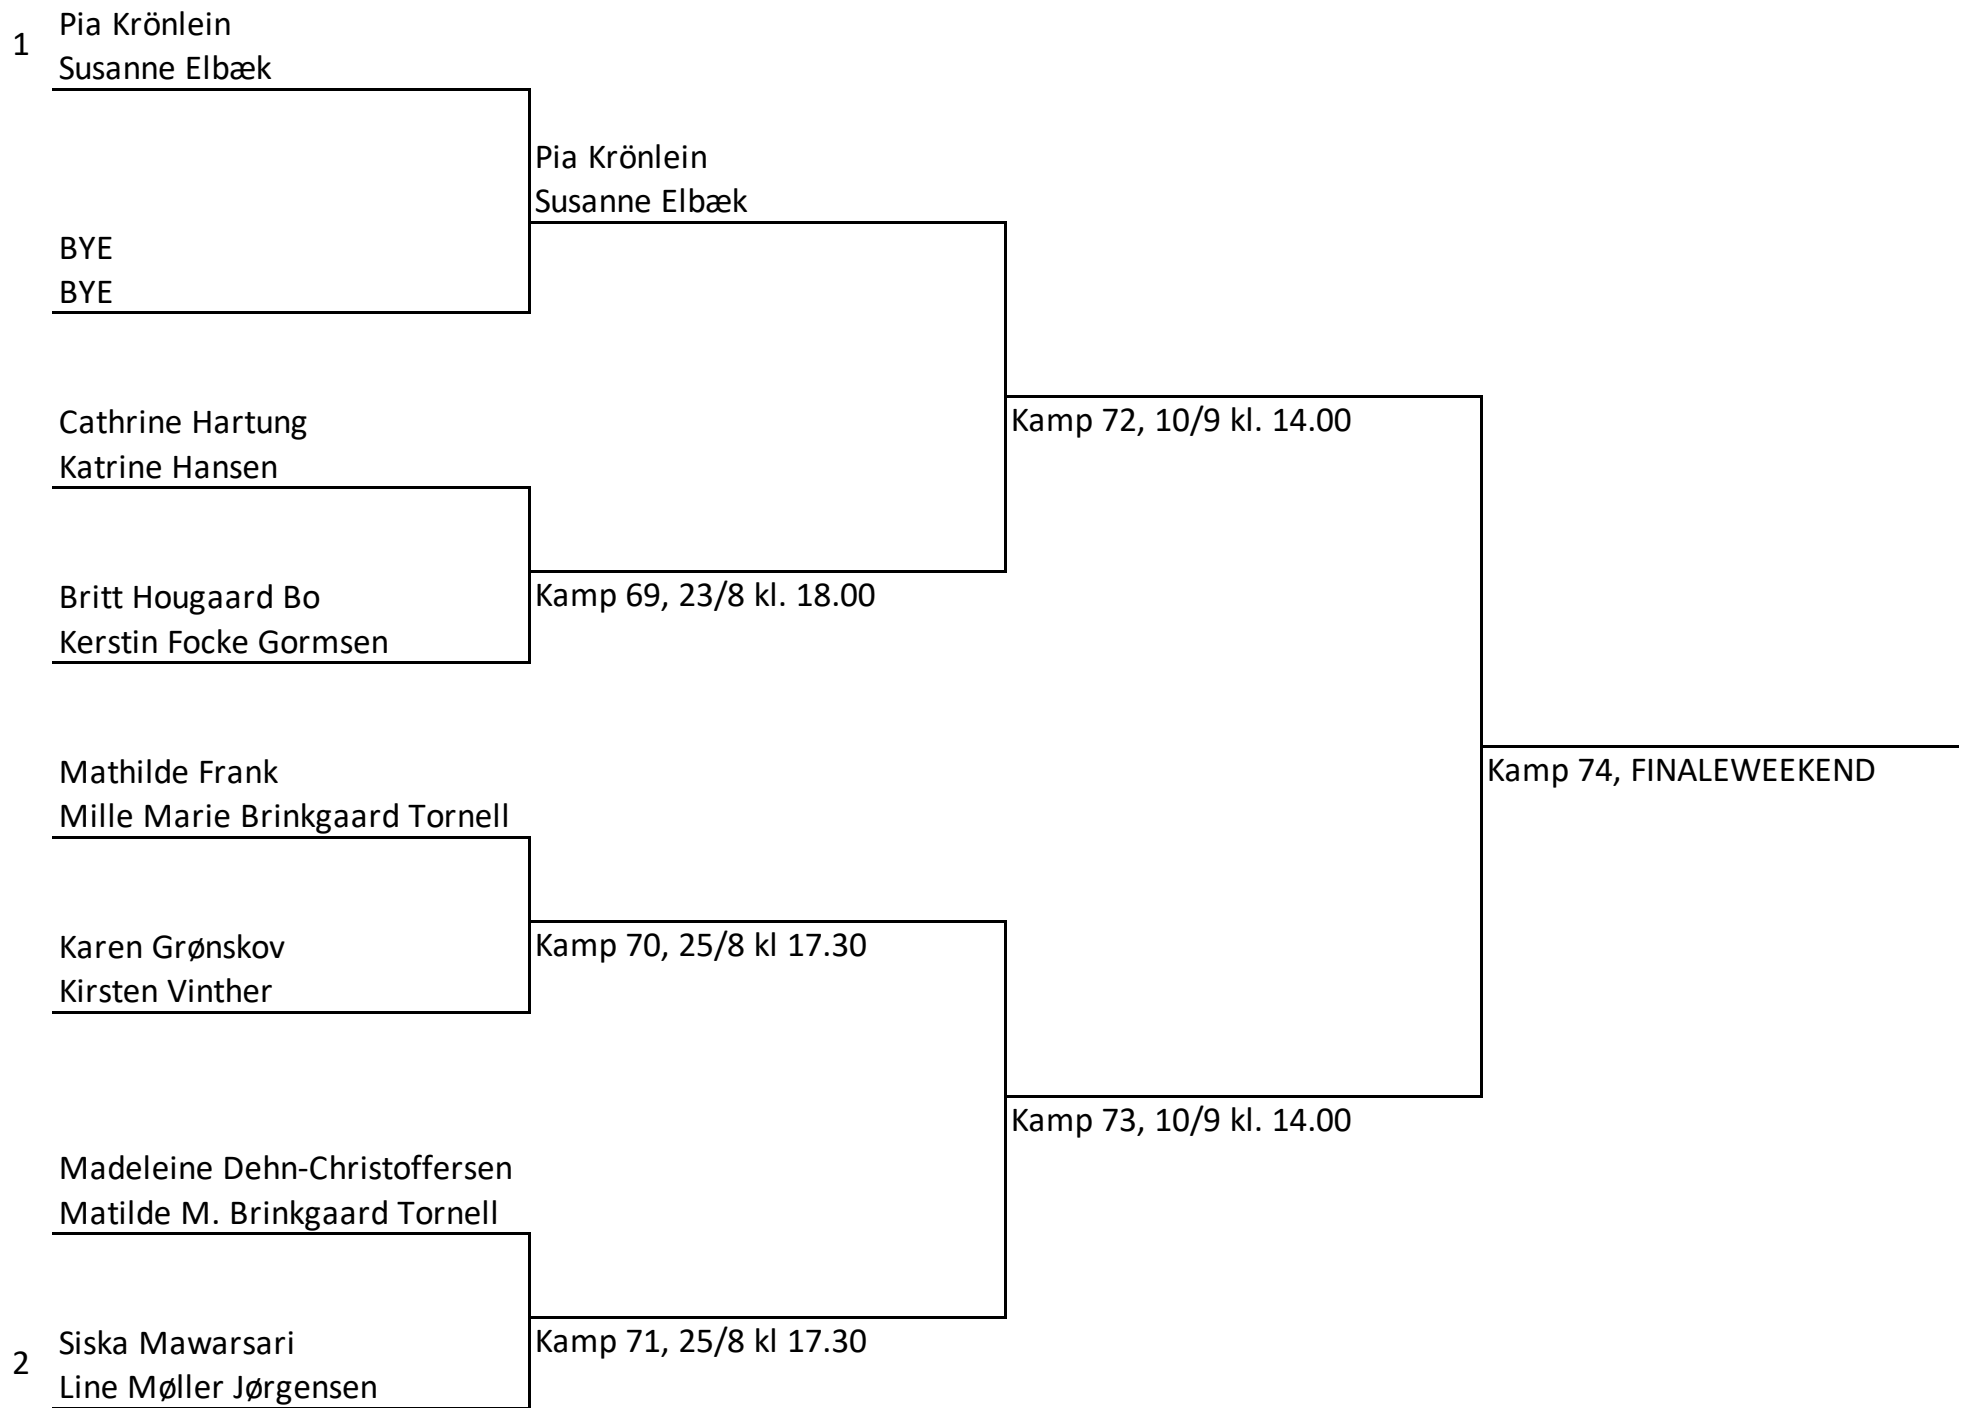 1
Pia Krönlein
Susanne Elbæk
Pia Krönlein
Susanne Elbæk
BYE
BYE
Cathrine Hartung
Katrine Hansen
Kamp 72, 10/9 kl. 14.00
Britt Hougaard Bo
Kerstin Focke Gormsen
Kamp 69, 23/8 kl. 18.00
Mathilde Frank
Mille Marie Brinkgaard Tornell
Kamp 74, FINALEWEEKEND
Karen Grønskov
Kirsten Vinther
Kamp 70, 25/8 kl 17.30
Kamp 73, 10/9 kl. 14.00
Madeleine Dehn-Christoffersen
Matilde M. Brinkgaard Tornell
Kamp 71, 25/8 kl 17.30
2
Siska Mawarsari
Line Møller Jørgensen